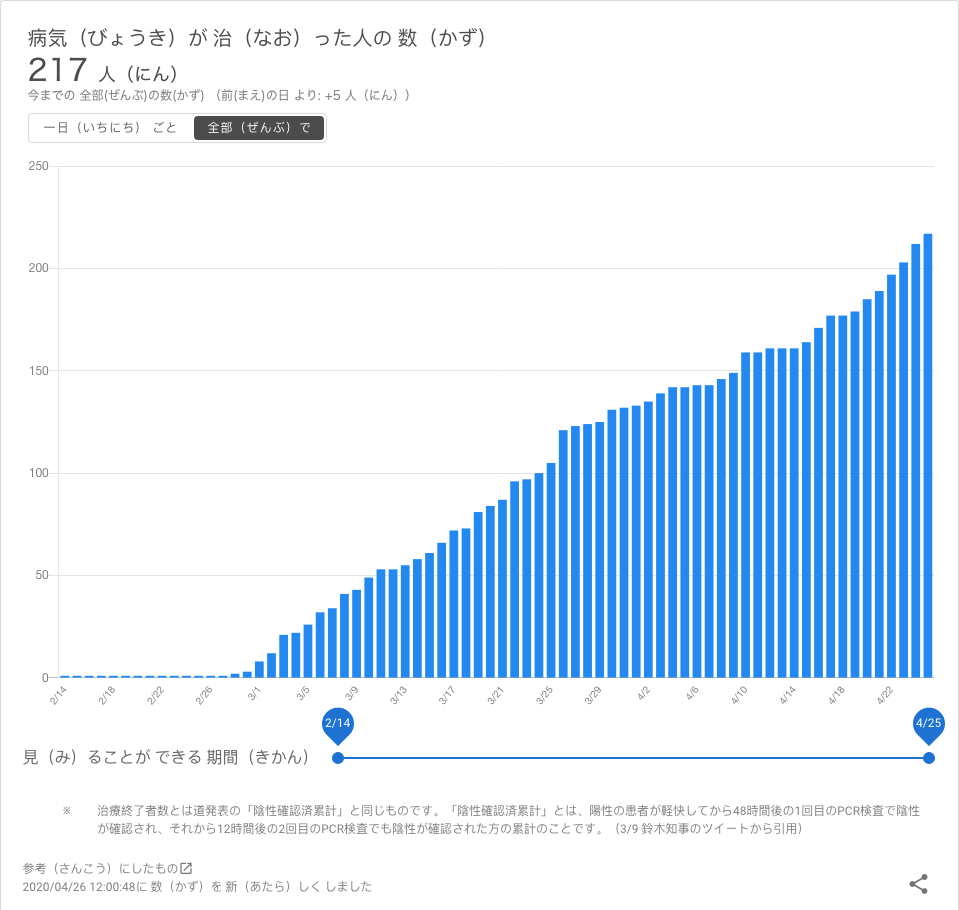 病気（びょうき）が 治（なお）った人の 数（かず）
217 人（にん）
今までの 全部(ぜんぶ)の数(かず) （前(まえ)の日 より: +5 人（にん））
一日（いちにち） ごと 全部（ぜんぶ）で
250
200
150
100
50
0
2/14 2/18 2/22 2/26 3/1 3/5 3/9 3/13 3/17 3/21 3/25 3/29 4/2 4/6 4/10 4/14 4/18 4/22
2/14 4/25
見（み）ることが できる 期間（きかん）
※ 治療終了者数とは道発表の「陰性確認済累計」と同じものです。「陰性確認済累計」とは、陽性の患者が軽快してから48時間後の1回目のPCR検査で陰性
が確認され、それから12時間後の2回目のPCR検査でも陰性が確認された方の累計のことです。（3/9 鈴木知事のツイートから引用）
参考（さんこう）にしたもの
2020/04/26 12:00:48に 数（かず）を 新（あたら）しく しました